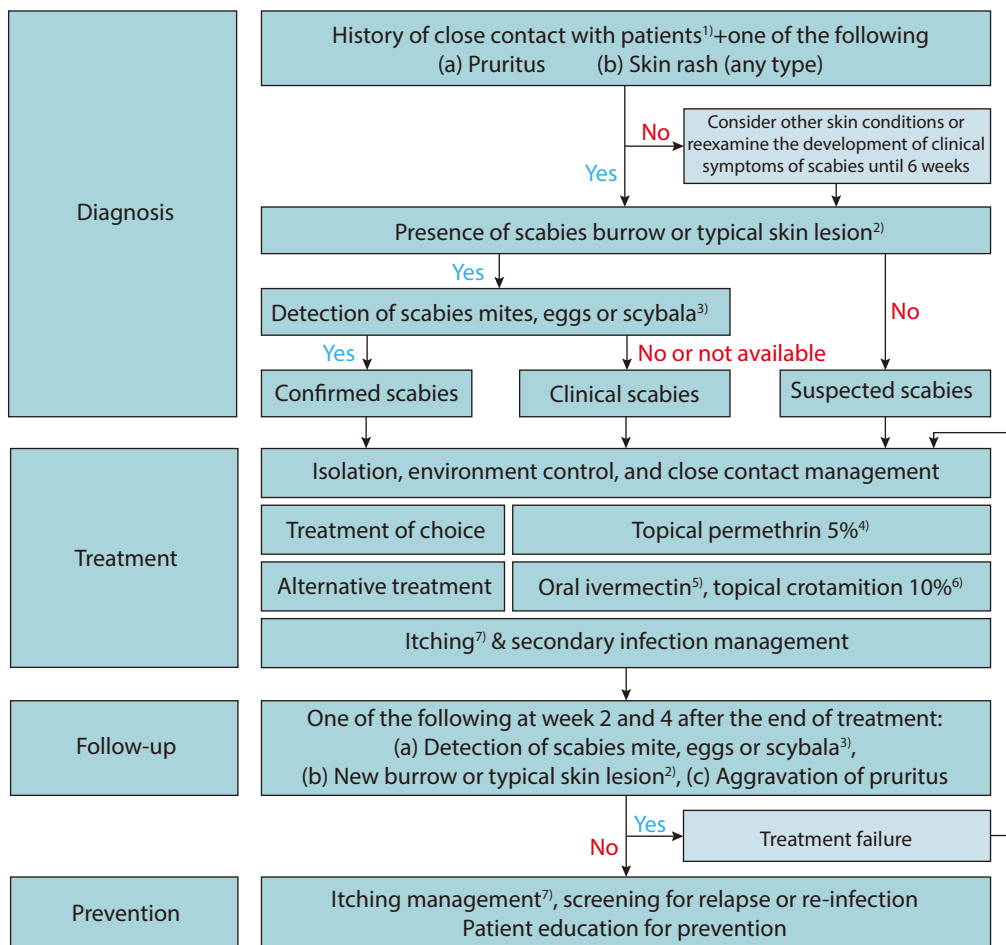 Diagnosis
History of close contact with patients1)+one of the following
(a) Pruritus (b) Skin rash (any type)
No
Consider other skin conditions or
reexamine the development of clinical
symptoms of scabies until 6 weeks
Yes
Presence of scabies burrow or typical skin lesion2)
Yes
No
Detection of scabies mites, eggs or scybala3)
Yes
No or not available
Confirmed scabies
Clinical scabies
Suspected scabies
Treatment
Isolation, environment control, and close contact management
Treatment of choice
Topical permethrin 5%4)
Alternative treatment
Oral ivermectin5), topical crotamition 10%6)
Itching7) & secondary infection management
Follow-up
One of the following at week 2 and 4 after the end of treatment:
(a) Detection of scabies mite, eggs or scybala3),
(b) New burrow or typical skin lesion2), (c) Aggravation of pruritus
Yes
No
Treatment failure
Prevention
Itching management7), screening for relapse or re-infection
Patient education for prevention